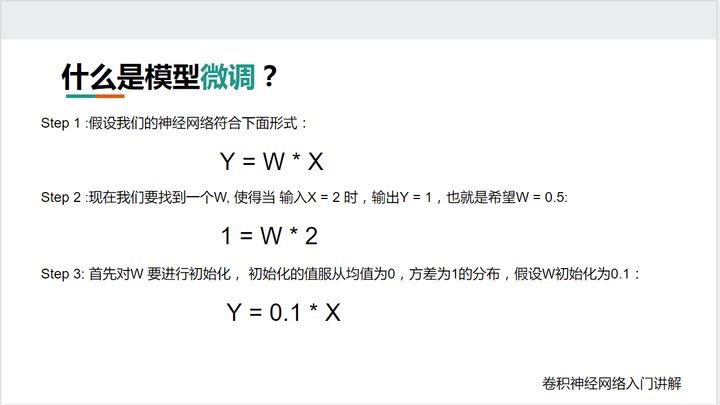 什么是模型微调？
Step 1 :假设我们的神经网络符合下面形式：
Y = W * X
Step 2 :现在我们要找到一个W, 使得当 输入X = 2 时，输出Y = 1，也就是希望W = 0.5:
1 = W * 2
Step 3: 首先对W 要进行初始化， 初始化的值服从均值为0，方差为1的分布，假设W初始化为0.1：
Y = 0.1 * X
卷积神经网络入门讲解